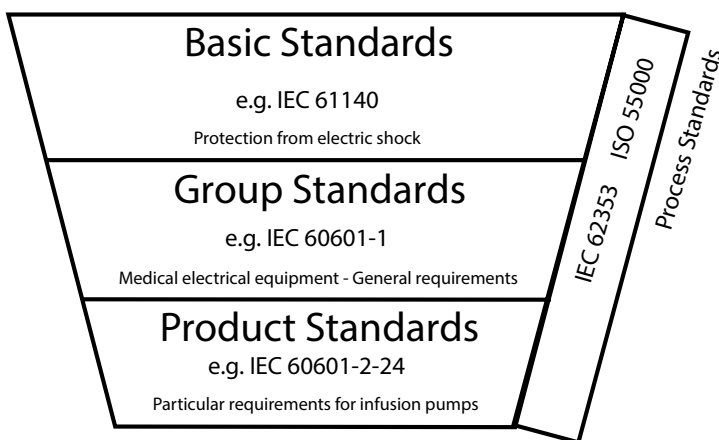 Basic Standards
e.g. IEC 61140
Protection from electric shock
Group Standards
e.g. IEC 60601-1
Medical electrical equipment - General requirements
Product Standards
e.g. IEC 60601-2-24
Particular requirements for infusion pumps
IEC 62353 ISO 55000
Process Standards